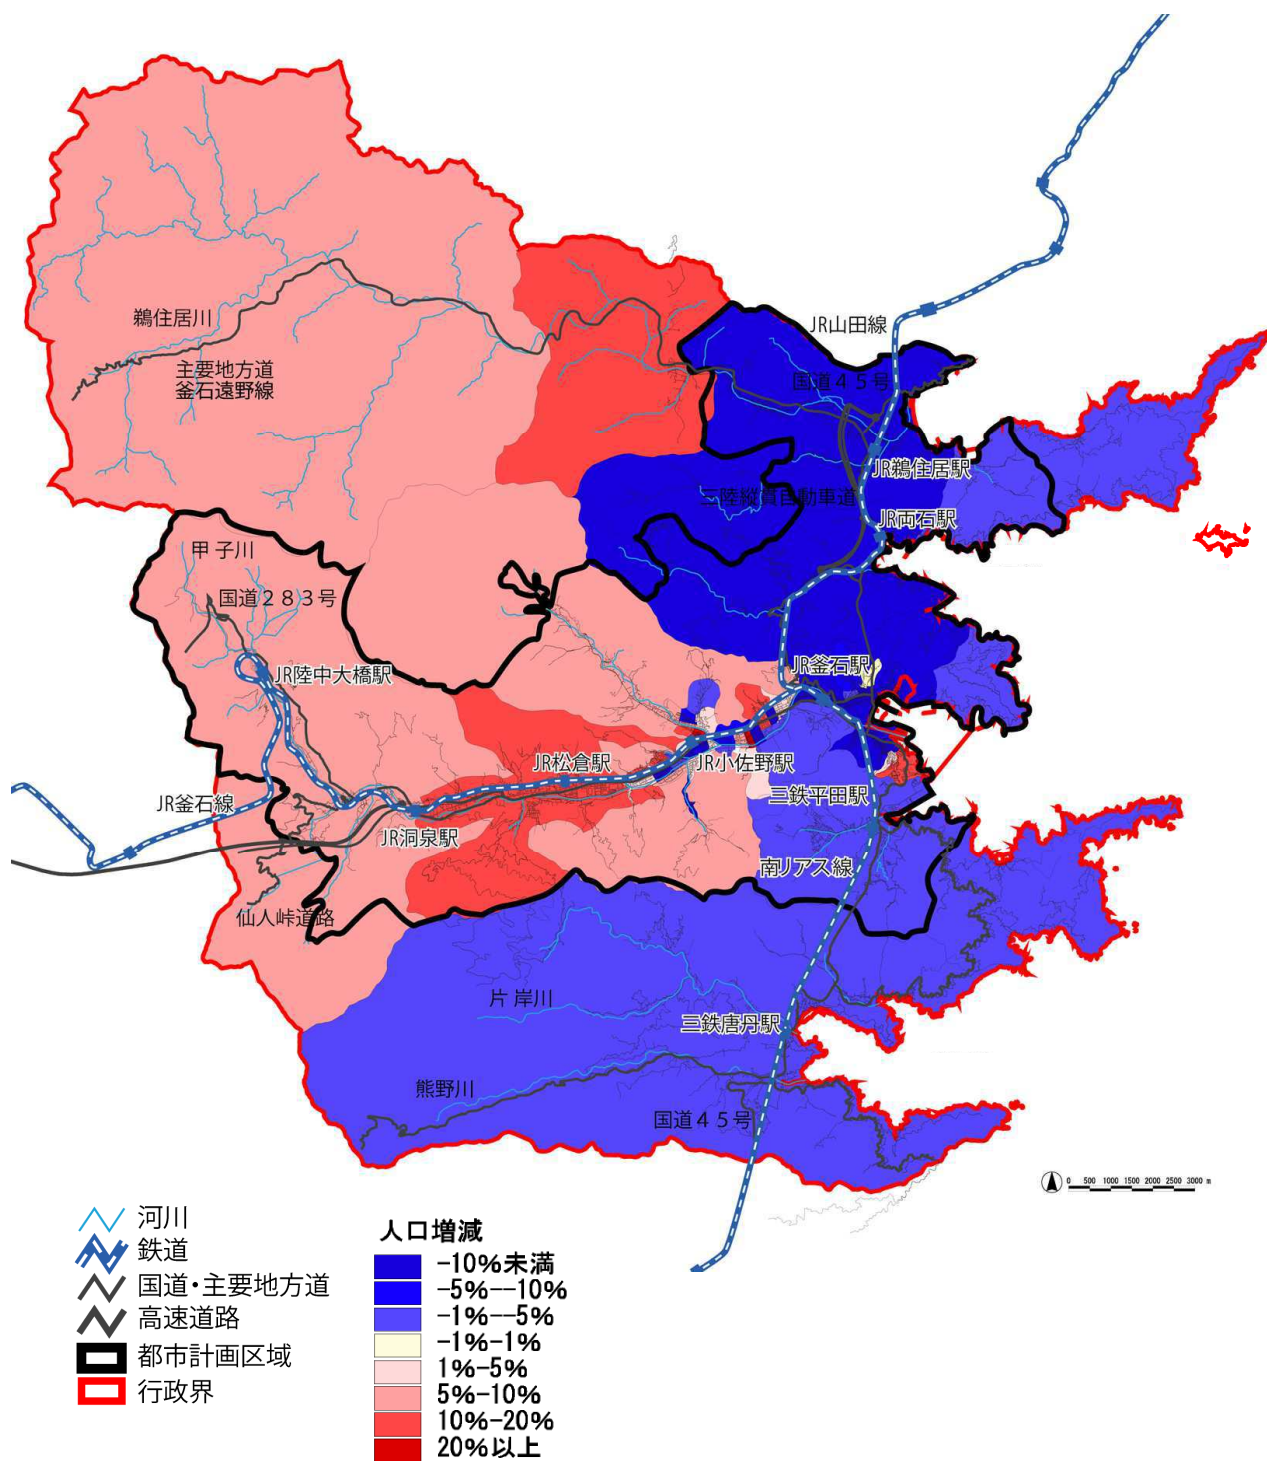 JR山田線
鵜住居川
主要地方道
釜石遠野線
国道４５号
JR鵜住居駅
三陸縦貫自動車道
JR両石駅
甲子川
国道２８３号
JR釜石駅
JR陸中大橋駅
JR松倉駅
JR小佐野駅
三鉄平田駅
JR釜石線
JR洞泉駅
南リアス線
仙人峠道路
片岸川
三鉄唐丹駅
熊野川
国道４５号
0 500 1000 1500 2000 2500 3000 m
河川
鉄道
国道・主要地方道
高速道路
都市計画区域
行政界
人口増減
-10%未満
-5%--10%
-1%--5%
-1%-1%
1%-5%
5%-10%
10%-20%
20%以上